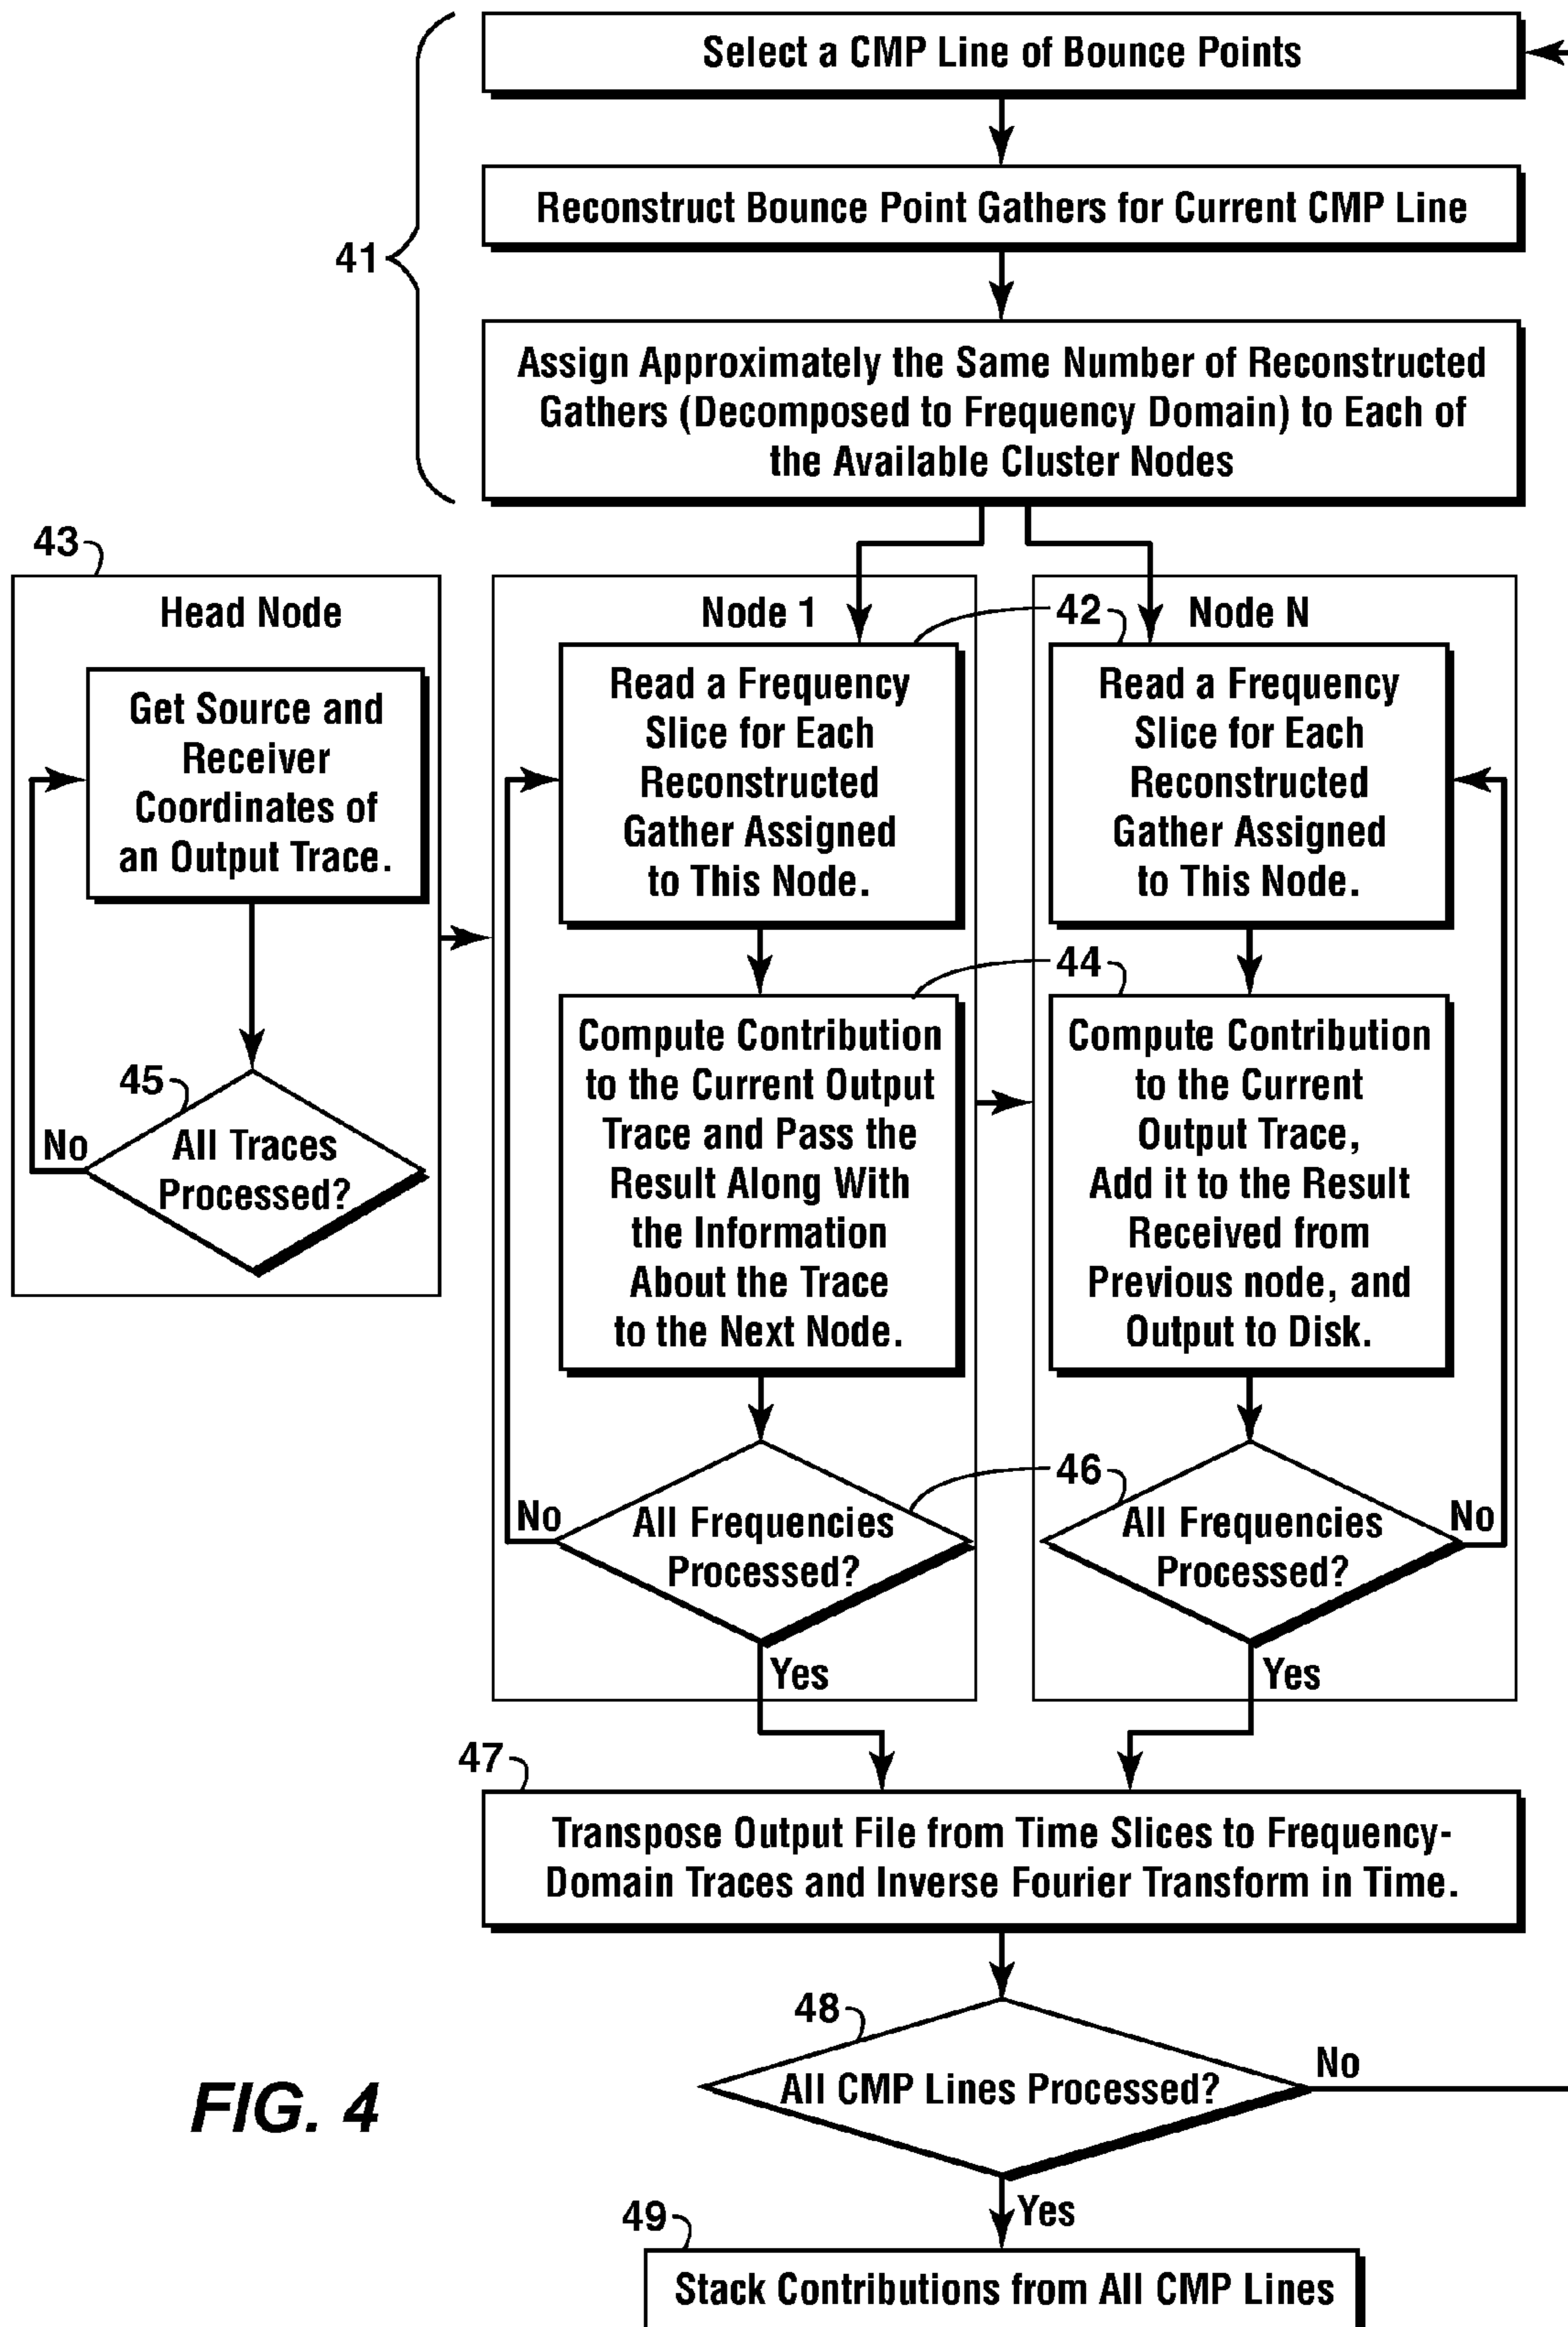 Select a CMP Line of Bounce Points
Reconstruct Bounce Point Gathers for Current CMP Line
41
Assign Approximately the Same Number of Reconstructed
Gathers (Decomposed to Frequency Domain) to Each of
the Available Cluster Nodes
43
Head Node
Get Source and
Receiver
Coordinates of
an Output Trace.
45
No
All Traces
Processed?
Node 1
42
Node N
Read a Frequency
Slice for Each
Reconstructed
Gather Assigned
to This Node.
Read a Frequency
Slice for Each
Reconstructed
Gather Assigned
to This Node.
44
Compute Contribution
to the Current Output
Trace and Pass the
Result Along With
the Information
About the Trace
to the Next Node.
Compute Contribution
to the Current
Output Trace,
Add it to the Result
Received from
Previous node, and
Output to Disk.
46
No
All Frequencies
Processed?
Yes
All Frequencies
Processed?
No
Yes
47
Transpose Output File from Time Slices to Frequency-
Domain Traces and Inverse Fourier Transform in Time.
48
All CMP Lines Processed?
No
FIG. 4
Yes
49
Stack Contributions from All CMP Lines